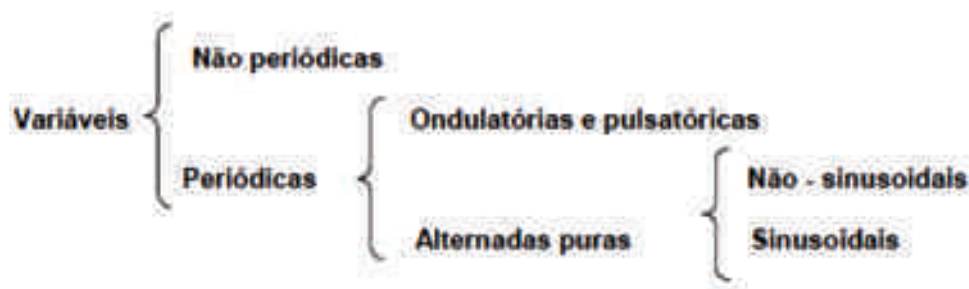 Não periódicas
Variáveis
Ondulatórias e pulsatóricas
Periódicas
Não - sinusoidais
Alternadas puras
Sinusoidais